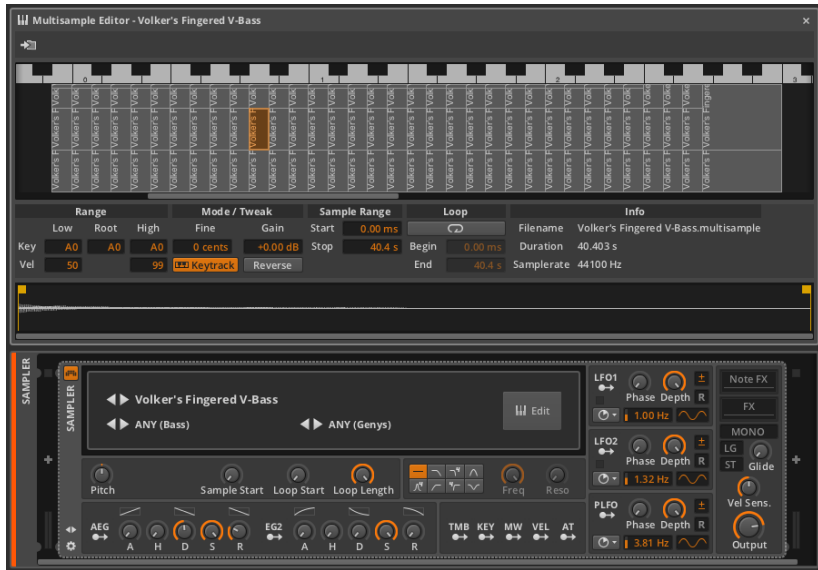 Multisample Editor - Volker's Fingered V-Bass ×
0 1 2 3
Range Mode / Tweak Sample Range Loop Info
Low Root High Fine Gain Start 0.00 ms Filename Volker's Fingered V-Bass.multisample
Key A0 A0 A0 0 cents +0.00 dB Stop 40.4 s Begin 0.00 ms Duration 40.403 s
Vel 50 99 Keytrack Reverse End 40.4 s Samplerate 44100 Hz
SAMPLER
SAMPLER
Volker's Fingered V-Bass
ANY (Bass) ANY (Genys)
Edit
Pitch Sample Start Loop Start Loop Length Freq Reso
AEG A H D S R EG2 A H D S R TMB KEY MW VEL AT
LFO1 Phase Depth ± R
1.00 Hz
LFO2 Phase Depth ± R
1.32 Hz
PLFO Phase Depth ± R
3.81 Hz
Note FX
FX
MONO
LG
ST Glide
Vel Sens.
Output